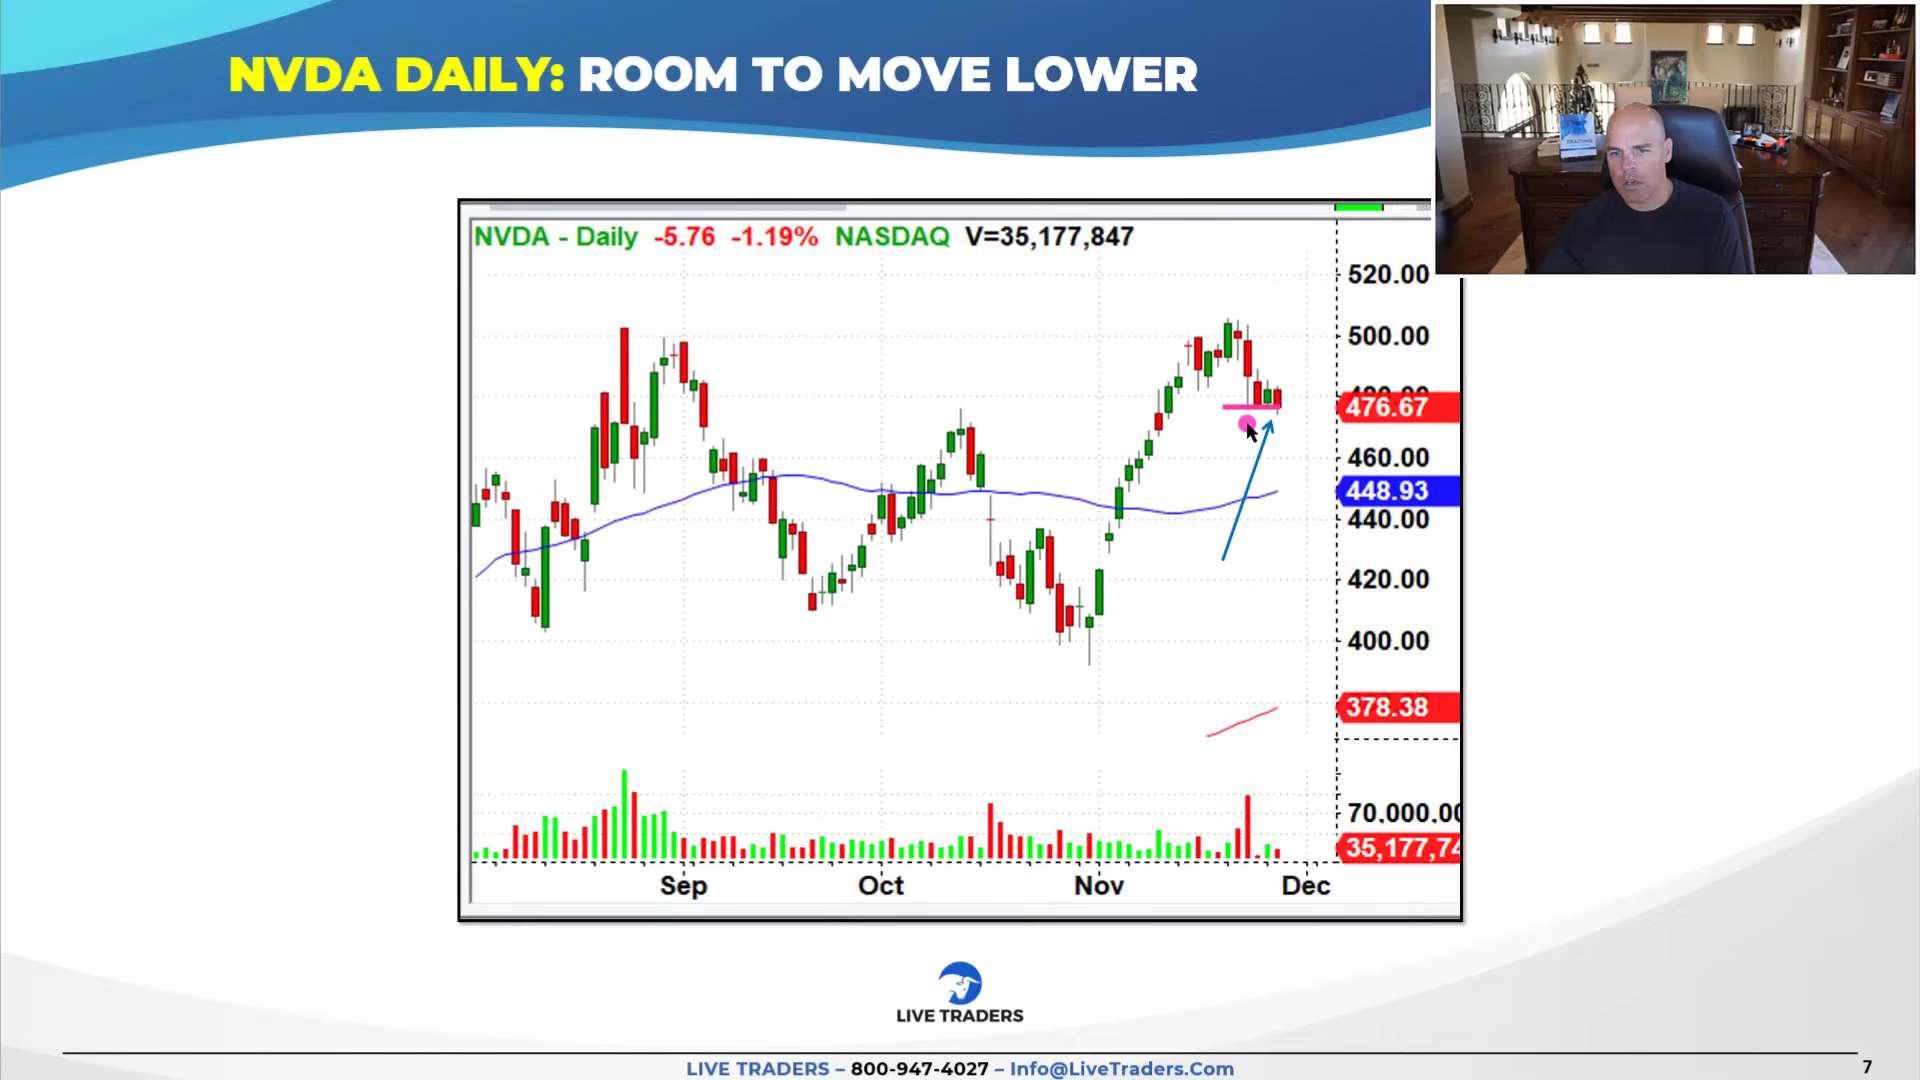 NVDA DAILY: ROOM TO MOVE LOWER
TRADING
NVDA - Daily -5.76 -1.19% NASDAQ V=35,177,847
520.00
500.00
476.67
460.00
448.93
440.00
420.00
400.00
378.38
70,000.00
35,177,74
Sep Oct Nov Dec
LIVE TRADERS
LIVE TRADERS – 800-947-4027 – Info@LiveTraders.Com
7